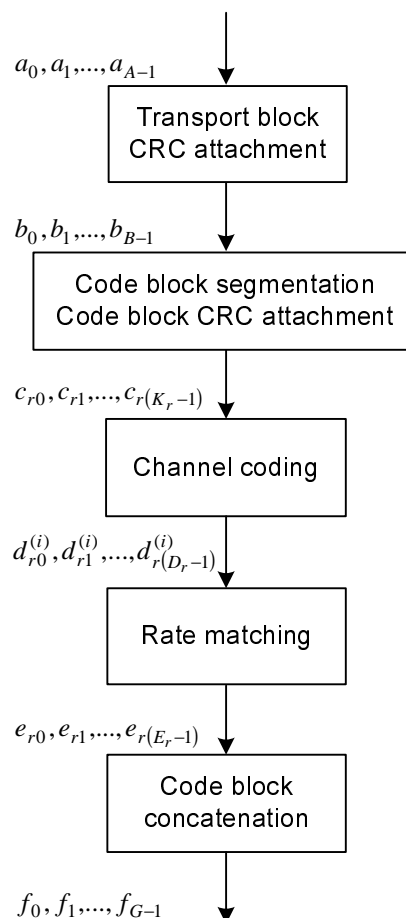 a_0, a_1,..., a_{A-1}
Transport block
CRC attachment
b_0, b_1,..., b_{B-1}
Code block segmentation
Code block CRC attachment
c_{r0}, c_{r1},..., c_{r(K_r-1)}
Channel coding
d_{r0}^{(i)}, d_{r1}^{(i)},..., d_{r(D_r-1)}^{(i)}
Rate matching
e_{r0}, e_{r1},..., e_{r(E_r-1)}
Code block
concatenation
f_0, f_1,..., f_{G-1}